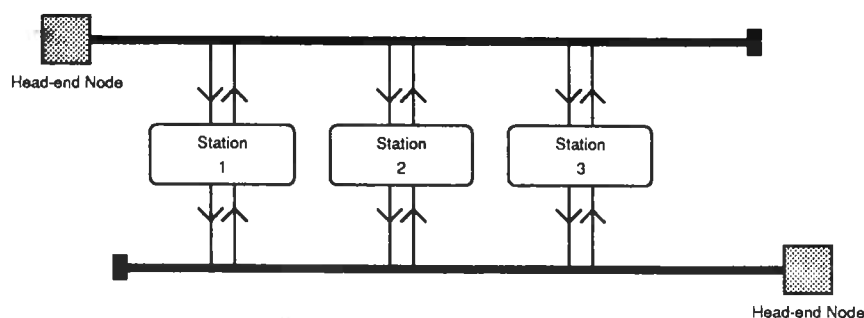 Head-end Node
Station
1
Station
2
Station
3
Head-end Node